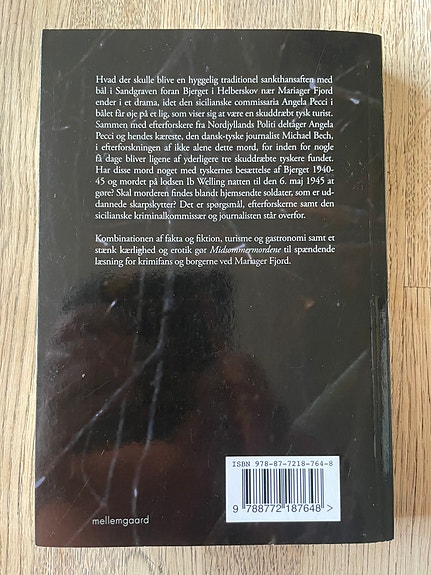 Hvad der skulle blive en hyggelig traditionel sankthansaften med
bål i Sandgraven foran Bjerget i Helberskov nær Mariager Fjord
ender i et drama, idet den sicilianske commissaria Angela Pecci i
bålet får øje på et lig, som viser sig at være en skuddræbt tysk turist.
Sammen med efterforskere fra Nordjyllands Politi deltager Angela
Pecci og hendes kæreste, den dansk-tyske journalist Michael Bech,
i efterforskningen af ikke alene dette mord, for inden for nogle
få dage bliver ligene af yderligere tre skuddræbte tyskere fundet.
Har disse mord noget med tyskernes besættelse af Bjerget 1940-
45 og mordet på lodsen Ib Welling natten til den 6. maj 1945 at
gøre? Skal morderen findes blandt hjemsendte soldater, som er ud-
dannede skarpskytter? Det er spørgsmål, efterforskerne samt den
sicilianske kriminalkommissær og journalisten står overfor.
Kombinationen af fakta og fiktion, turisme og gastronomi samt et
stænk kærlighed og erotik gør Midsommermordene til spændende
læsning for krimifans og borgerne ved Mariager Fjord.
ISBN 978-87-7218-764-8
9 788772 187648 >
mellemgaard